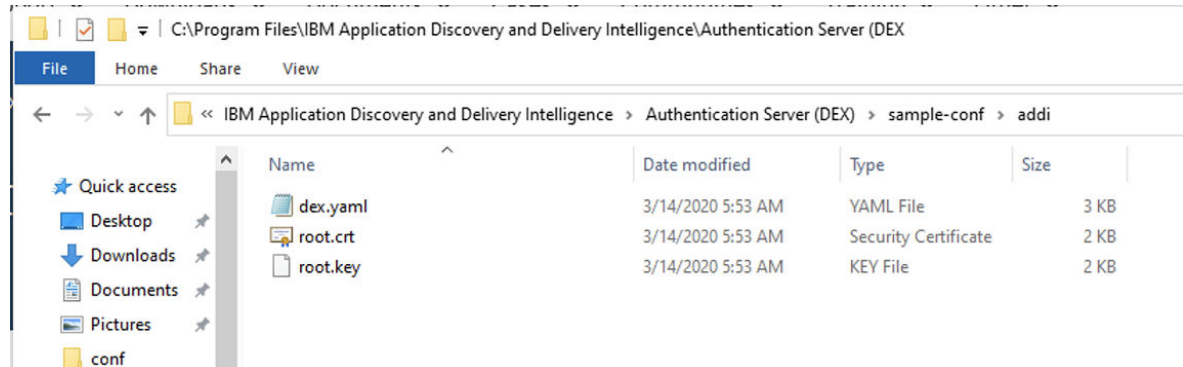 C:\Program Files\IBM Application Discovery and Delivery Intelligence\Authentication Server (DEX
File Home Share View
« IBM Application Discovery and Delivery Intelligence > Authentication Server (DEX) > sample-conf > addi
Name Date modified Type Size
Quick access
Desktop
Downloads
Documents
Pictures
conf
dex.yaml 3/14/2020 5:53 AM YAML File 3 KB
root.crt 3/14/2020 5:53 AM Security Certificate 2 KB
root.key 3/14/2020 5:53 AM KEY File 2 KB